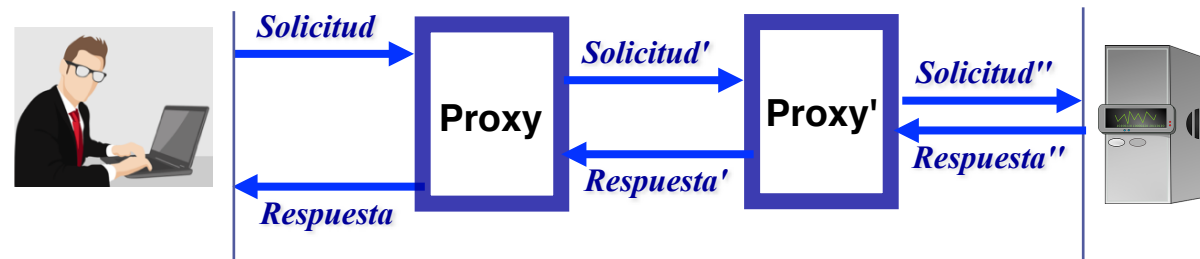 Solicitud
Solicitud'
Solicitud''
Proxy
Proxy'
Respuesta
Respuesta'
Respuesta''